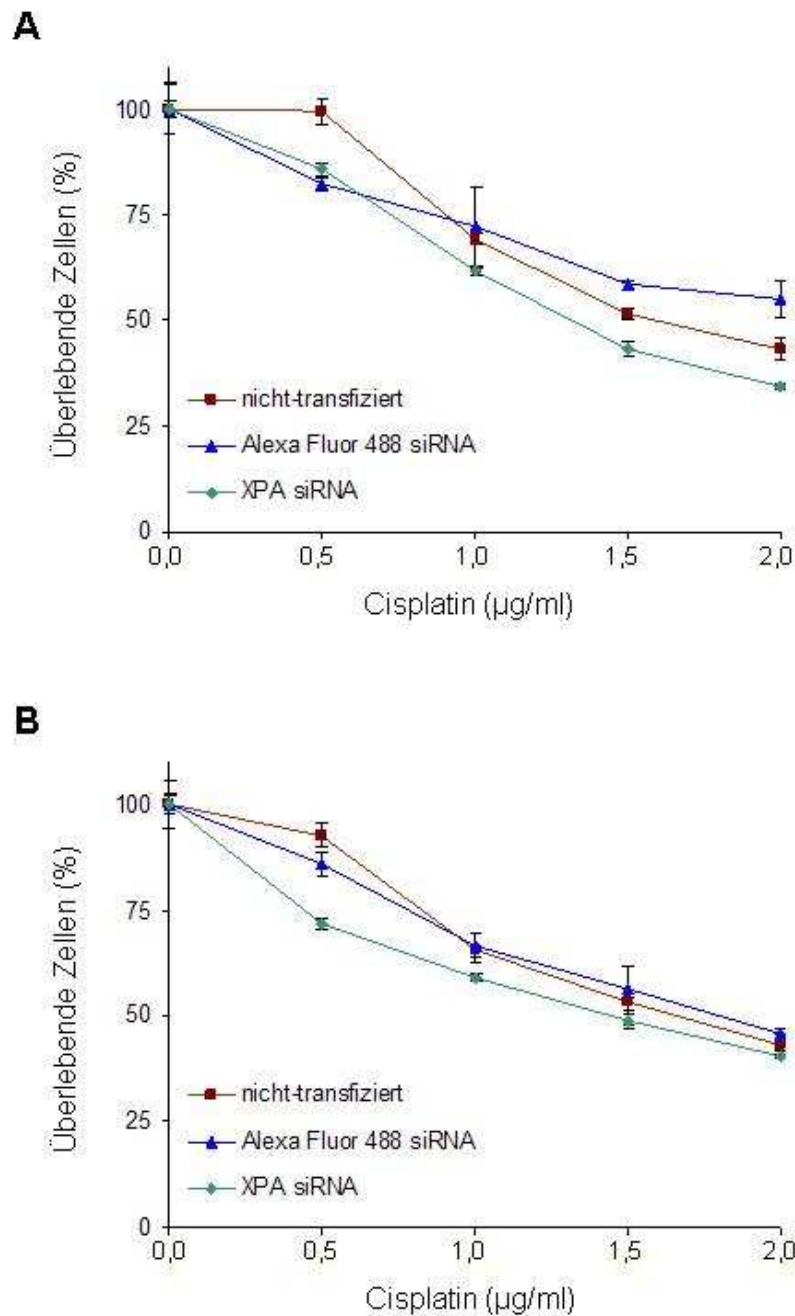 A
Überlebende Zellen (%)
100
75
50
25
0
nicht-transfiziert
Alexa Fluor 488 siRNA
XPA siRNA
0,0 0,5 1,0 1,5 2,0
Cisplatin (µg/ml)
B
Überlebende Zellen (%)
100
75
50
25
0
nicht-transfiziert
Alexa Fluor 488 siRNA
XPA siRNA
0,0 0,5 1,0 1,5 2,0
Cisplatin (µg/ml)